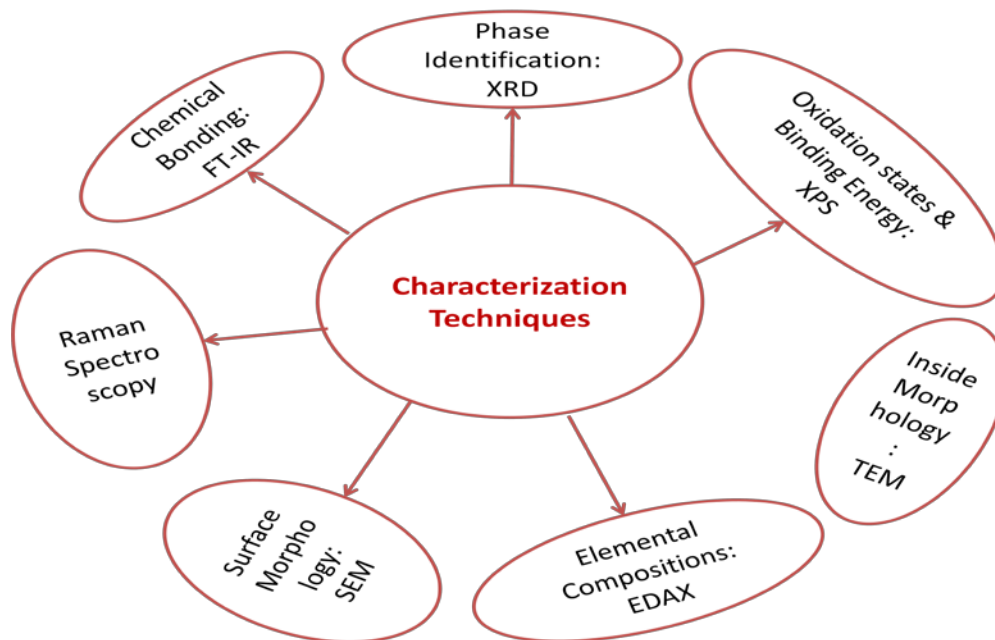 Phase
Identification:
XRD
Chemical
Bonding:
FT-IR
Oxidation states &
Binding Energy:
XPS
Characterization
Techniques
Raman
Spectro
scopy
Inside
Morp
hology
:
TEM
Surface
Morpho
logy:
SEM
Elemental
Compositions:
EDAX